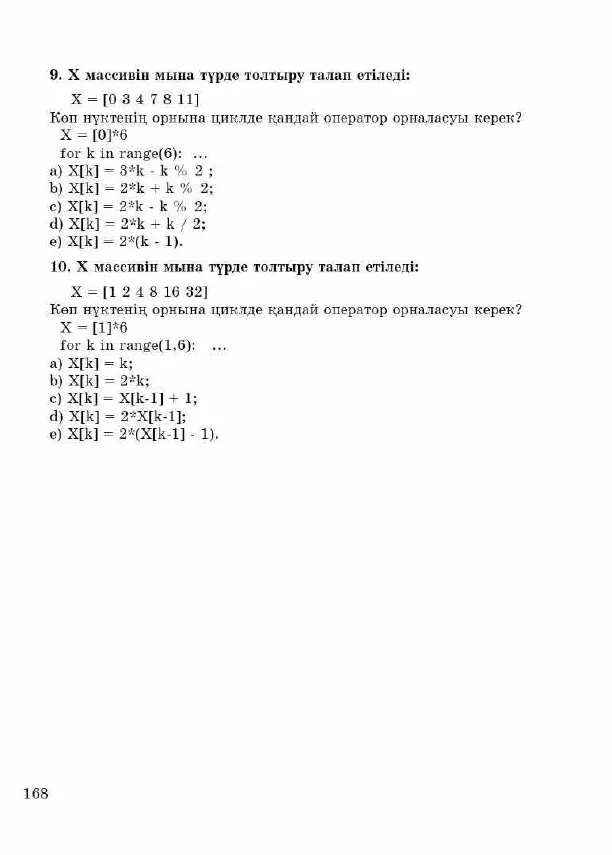 9. X массивін мына түрде толтыру талап етіледі:
X = [0 3 4 7 8 11]
Көп нүктенің орнына циклде қандай оператор орналасуы керек?
X = [0]*6
for k in range(6): ...
a) X[k] = 3*k - k % 2 ;
b) X[k] = 2*k + k % 2;
c) X[k] = 2*k - k % 2;
d) X[k] = 2*k + k / 2;
e) X[k] = 2*(k - 1).
10. X массивін мына түрде толтыру талап етіледі:
X = [1 2 4 8 16 32]
Көп нүктенің орнына циклде қандай оператор орналасуы керек?
X = [1]*6
for k in range(1,6): ...
a) X[k] = k;
b) X[k] = 2*k;
c) X[k] = X[k-1] + 1;
d) X[k] = 2*X[k-1];
e) X[k] = 2*(X[k-1] - 1).
168